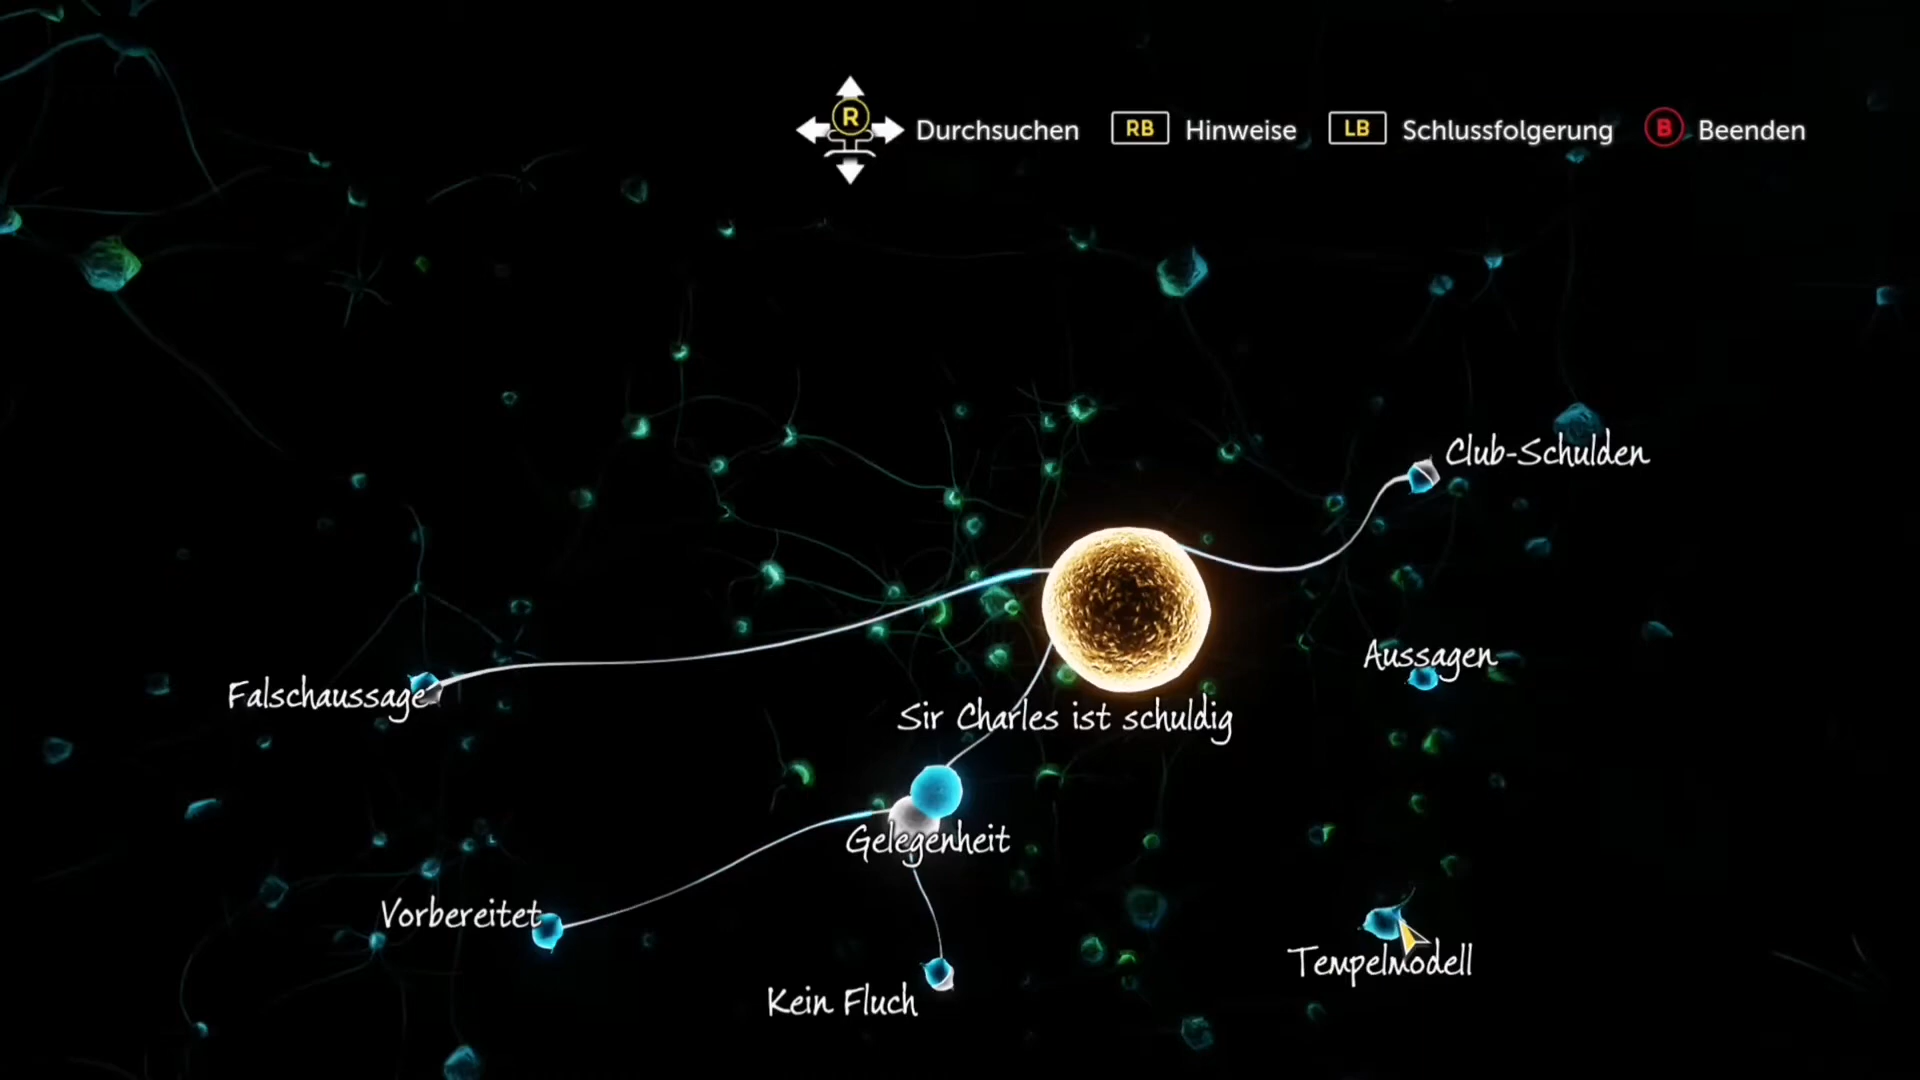 R Durchsuchen RB Hinweise LB Schlussfolgerung B Beenden
Club-Schulden
Aussagen
Falschaussage
Sir Charles ist schuldig
Gelegenheit
Vorbereitet
Tempelmodell
Kein Fluch